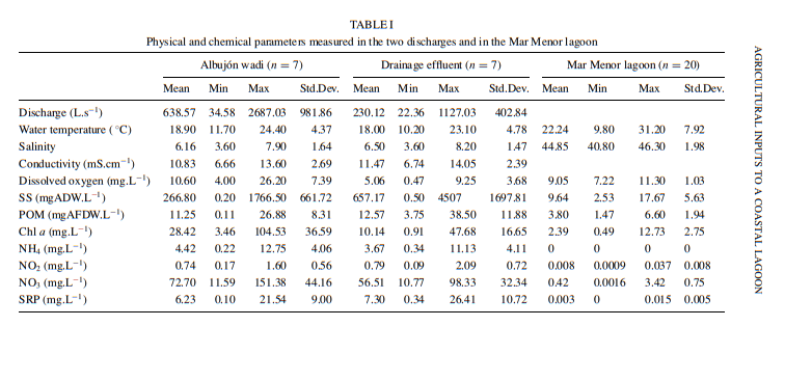 TABLE I
Physical and chemical parameters measured in the two discharges and in the Mar Menor lagoon
Albujón wadi (n = 7) Drainage effluent (n = 7) Mar Menor lagoon (n = 20)
Mean Min Max Std.Dev. Mean Min Max Std.Dev. Mean Min Max Std.Dev.
Discharge (L.s⁻¹) 638.57 34.58 2687.03 981.86 230.12 22.36 1127.03 402.84
Water temperature (°C) 18.90 11.70 24.40 4.37 18.00 10.20 23.10 4.78 22.24 9.80 31.20 7.92
Salinity 6.16 3.60 7.90 1.64 6.50 3.60 8.20 1.47 44.85 40.80 46.30 1.98
Conductivity (mS.cm⁻¹) 10.83 6.66 13.60 2.69 11.47 6.74 14.05 2.39
Dissolved oxygen (mg.L⁻¹) 10.60 4.00 26.20 7.39 5.06 0.47 9.25 3.68 9.05 7.22 11.30 1.03
SS (mgADW.L⁻¹) 266.80 0.20 1766.50 661.72 657.17 0.50 4507 1697.81 9.64 2.53 17.67 5.63
POM (mgAFDW.L⁻¹) 11.25 0.11 26.88 8.31 12.57 3.75 38.50 11.88 3.80 1.47 6.60 1.94
Chl a (mg.L⁻¹) 28.42 3.46 104.53 36.59 10.14 0.91 47.68 16.65 2.39 0.49 12.73 2.75
NH₄ (mg.L⁻¹) 4.42 0.22 12.75 4.06 3.67 0.34 11.13 4.11 0 0 0 0
NO₂ (mg.L⁻¹) 0.74 0.17 1.60 0.56 0.79 0.09 2.09 0.72 0.008 0.0009 0.037 0.008
NO₃ (mg.L⁻¹) 72.70 11.59 151.38 44.16 56.51 10.77 98.33 32.34 0.42 0.0016 3.42 0.75
SRP (mg.L⁻¹) 6.23 0.10 21.54 9.00 7.30 0.34 26.41 10.72 0.003 0 0.015 0.005
AGRICULTURAL INPUTS TO A COASTAL LAGOON